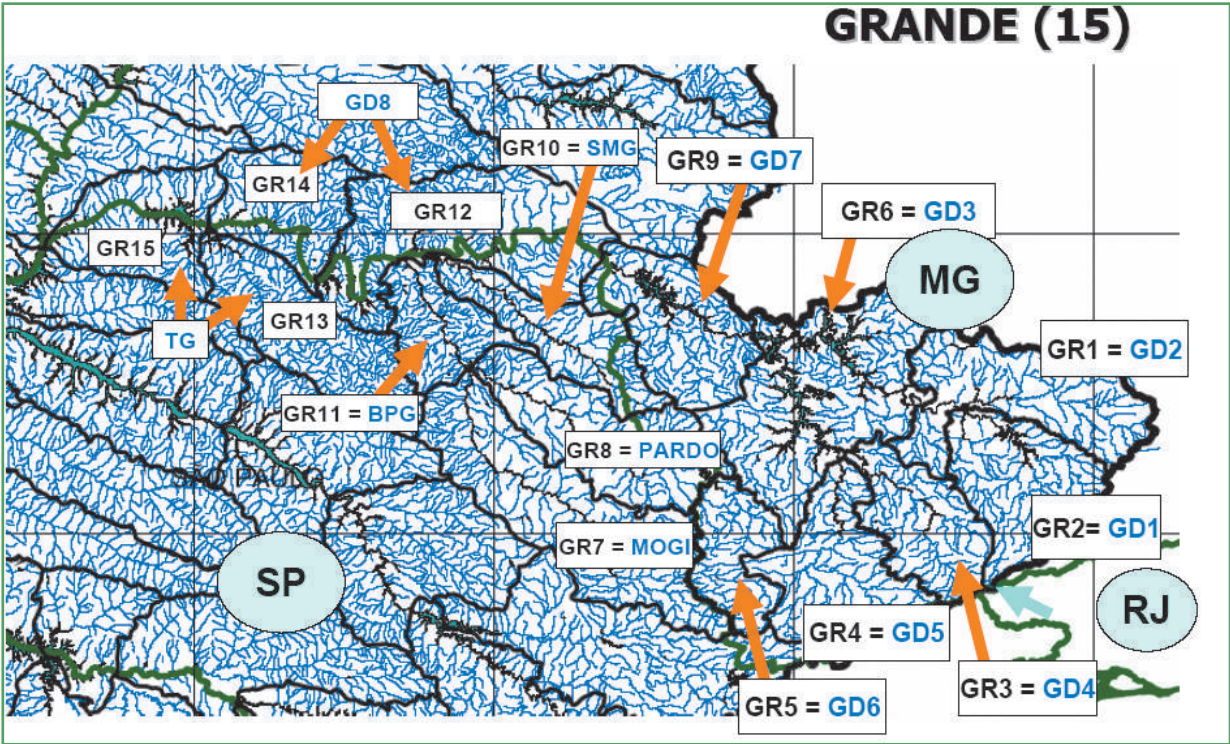 GRANDE (15)
GD8
GR10 = SMG
GR9 = GD7
GR14
GR6 = GD3
GR12
GR15
MG
GR13
TG
GR1 = GD2
GR11 = BPG
GR8 = PARDO
GR2= GD1
GR7 = MOGI
SP
RJ
GR4 = GD5
GR3 = GD4
GR5 = GD6